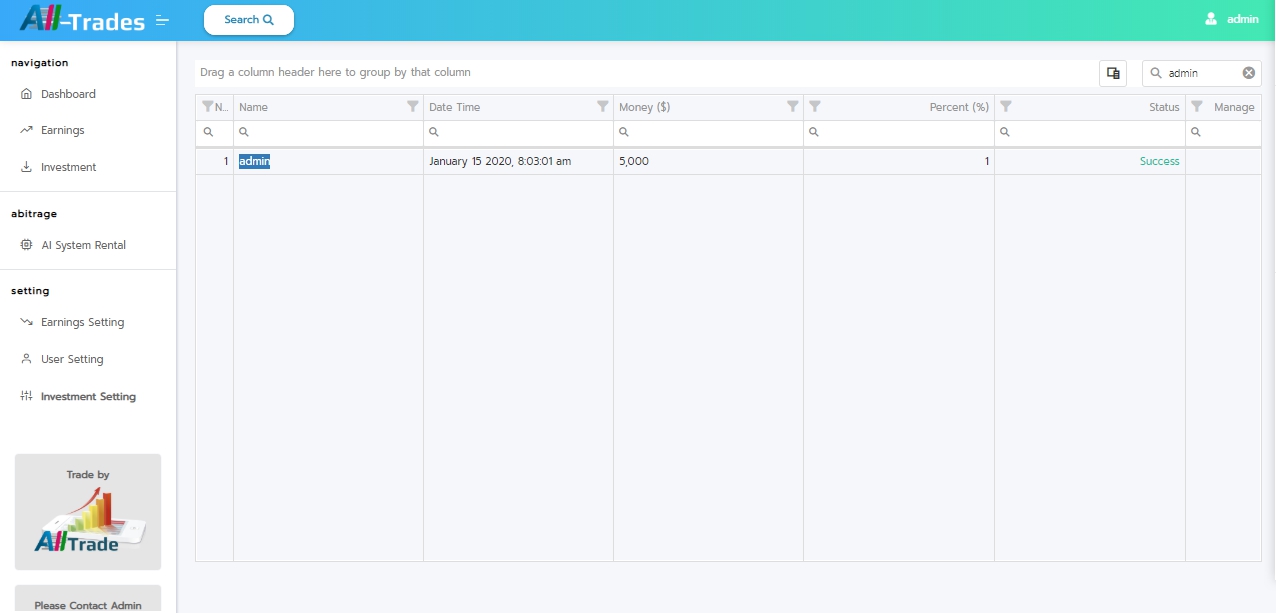 All-Trades
Search
admin
navigation
Dashboard
Earnings
Investment
abitrage
AI System Rental
setting
Earnings Setting
User Setting
Investment Setting
Trade by
AllTrade
Please Contact Admin
Drag a column header here to group by that column
admin
N... Name Date Time Money ($) Percent (%) Status Manage
1 admin January 15 2020, 8:03:01 am 5,000 1 Success